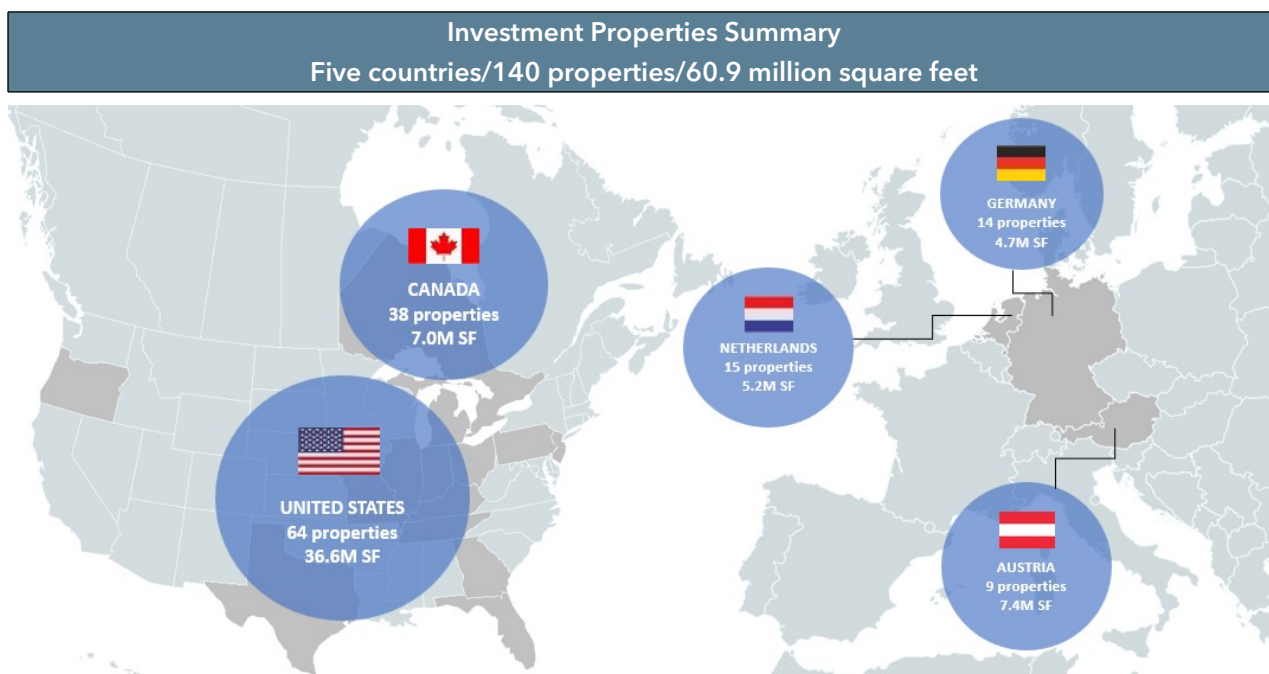 Investment Properties Summary
Five countries/140 properties/60.9 million square feet
CANADA
38 properties
7.0M SF
UNITED STATES
64 properties
36.6M SF
GERMANY
14 properties
4.7M SF
NETHERLANDS
15 properties
5.2M SF
AUSTRIA
9 properties
7.4M SF